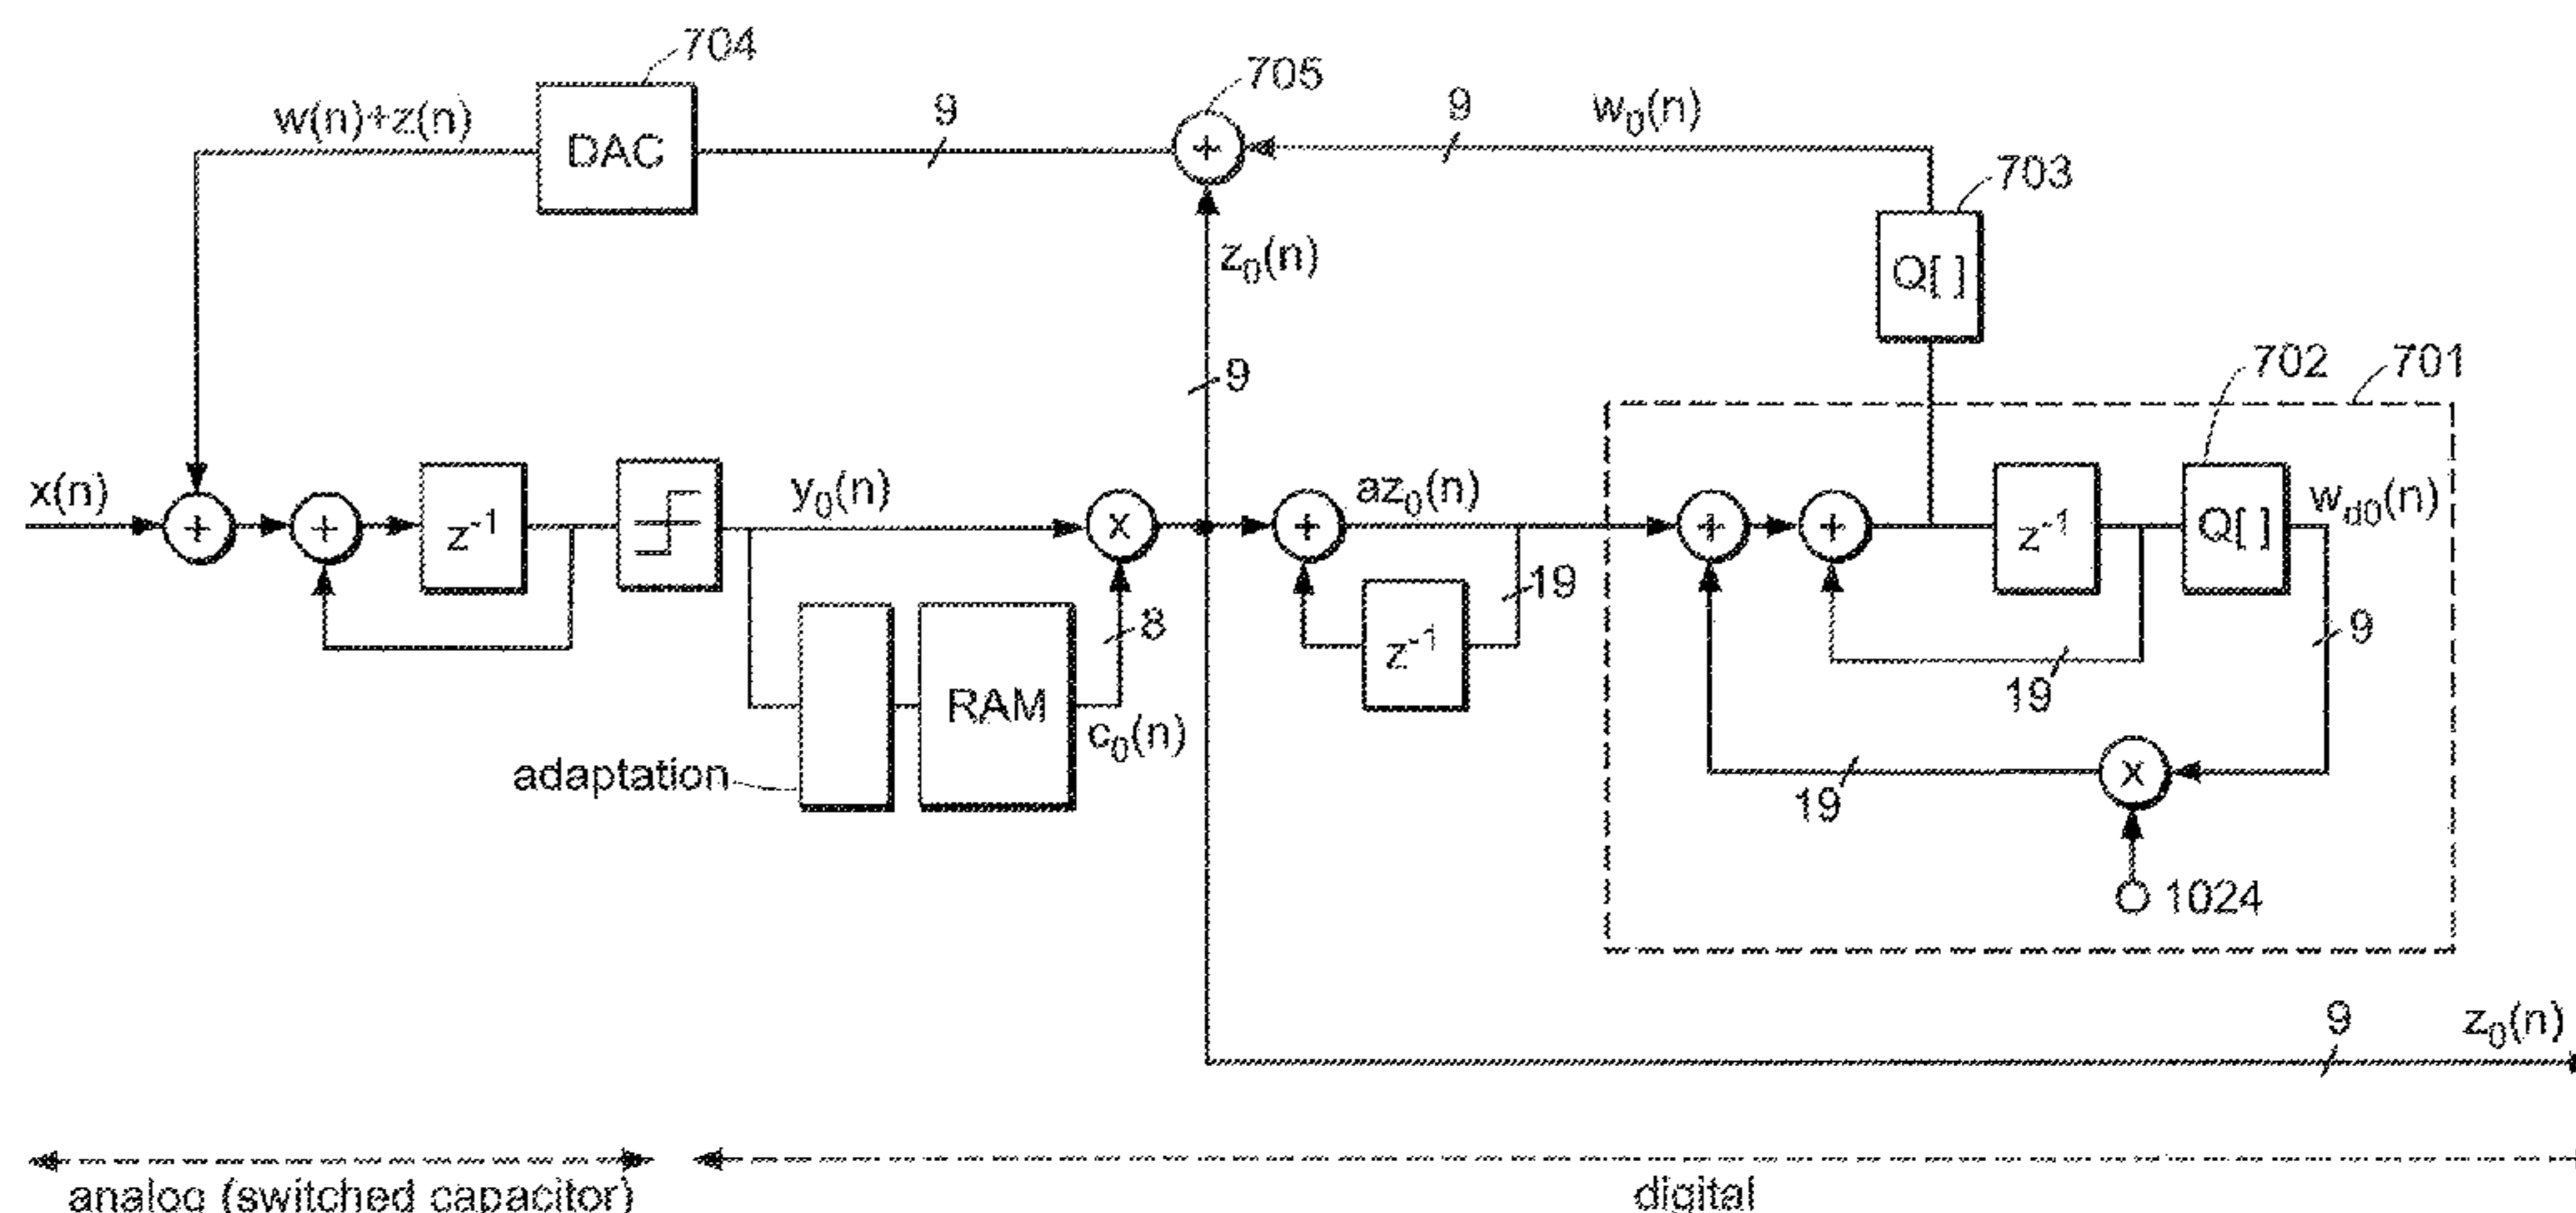 704
705
w(n)+z(n)
9
9
w₀(n)
DAC
+
703
z₀(n)
Q[ ]
9
702
701
x(n)
y₀(n)
az₀(n)
w_d0(n)
+
+
z⁻¹
x
+
+
+
z⁻¹
Q[ ]
8
19
9
z⁻¹
RAM
19
c₀(n)
adaptation
x
19
1024
9
z₀(n)
analog (switched capacitor)
digital